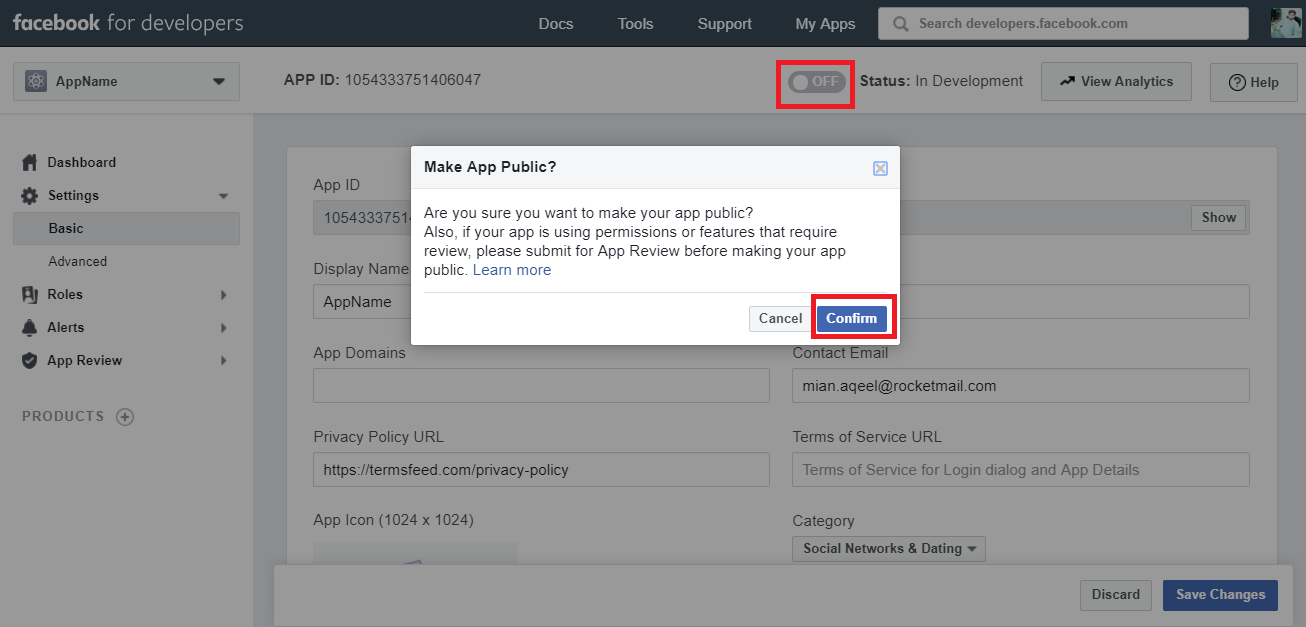 facebook for developers
Docs
Tools
Support
My Apps
Search developers.facebook.com
AppName
APP ID: 1054333751406047
OFF
Status: In Development
View Analytics
Help
Dashboard
Settings
Basic
Advanced
Roles
Alerts
App Review
PRODUCTS
Make App Public?
Are you sure you want to make your app public?
Also, if your app is using permissions or features that require
review, please submit for App Review before making your app
public. Learn more
Cancel
Confirm
App ID
10543337514
Show
Display Name
AppName
App Domains
Contact Email
mian.aqeel@rocketmail.com
Privacy Policy URL
https://termsfeed.com/privacy-policy
Terms of Service URL
Terms of Service for Login dialog and App Details
App Icon (1024 x 1024)
Category
Social Networks & Dating
Discard
Save Changes